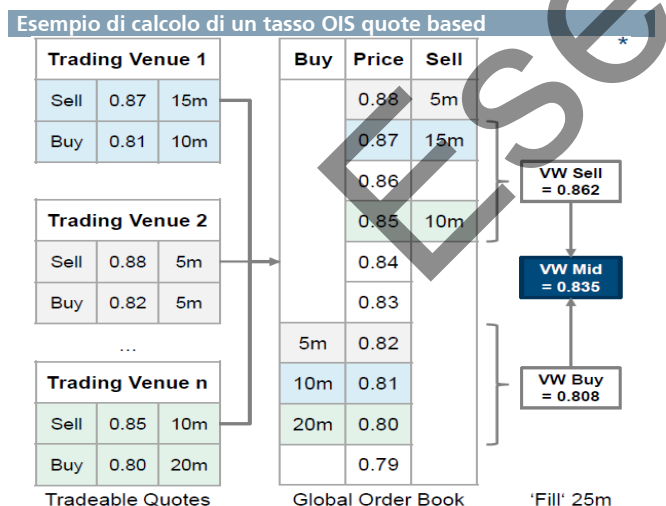 Esempio di calcolo di un tasso OIS quote based
*
Trading Venue 1
Sell 0.87 15m
Buy 0.81 10m
Trading Venue 2
Sell 0.88 5m
Buy 0.82 5m
...
Trading Venue n
Sell 0.85 10m
Buy 0.80 20m
Tradeable Quotes
Buy Price Sell
0.88 5m
0.87 15m
0.86
0.85 10m
0.84
0.83
5m 0.82
10m 0.81
20m 0.80
0.79
Global Order Book
VW Sell
= 0.862
VW Mid
= 0.835
VW Buy
= 0.808
'Fill' 25m
Ese